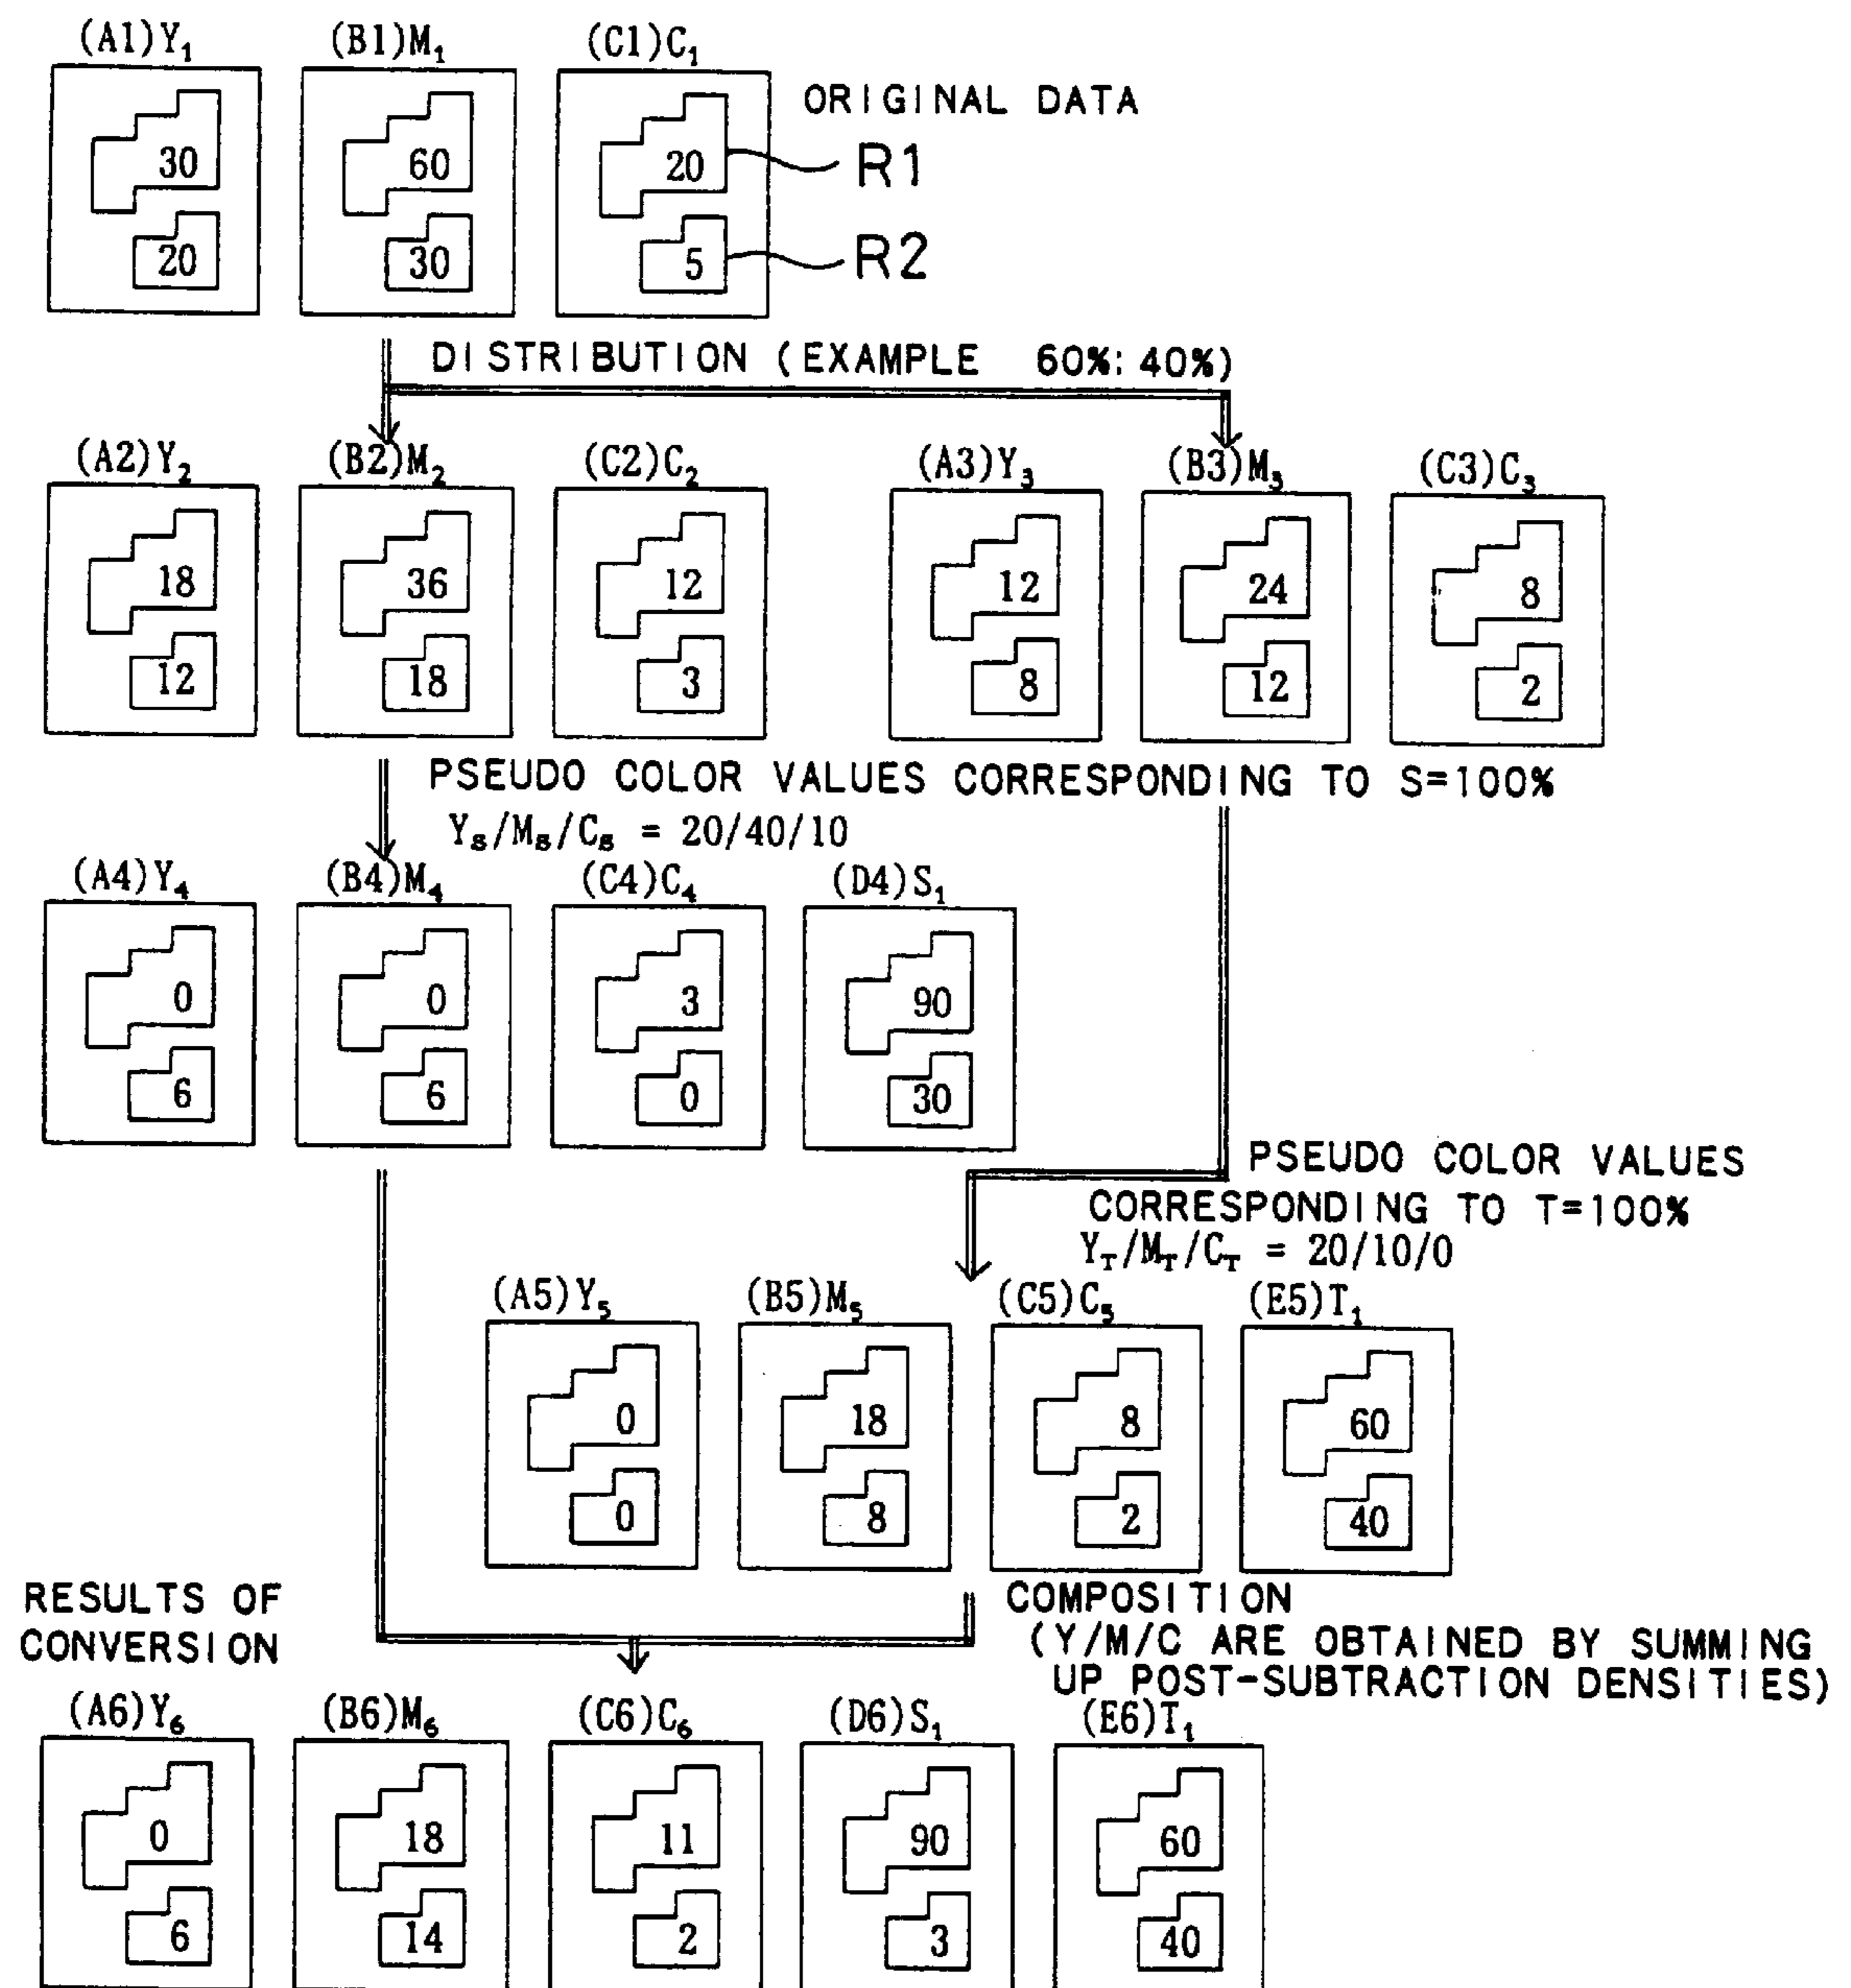 (A1)Y₁ (B1)M₁ (C1)C₁
ORIGINAL DATA
30 60 20 R1
20 30 5 R2
DISTRIBUTION (EXAMPLE 60%:40%)
(A2)Y₂ (B2)M₂ (C2)C₂ (A3)Y₃ (B3)M₃ (C3)C₃
18 36 12 12 24 8
12 18 3 8 12 2
PSEUDO COLOR VALUES CORRESPONDING TO S=100%
Yₛ/Mₛ/Cₛ = 20/40/10
(A4)Y₄ (B4)M₄ (C4)C₄ (D4)S₁
0 0 3 90
6 6 0 30
PSEUDO COLOR VALUES
CORRESPONDING TO T=100%
Y_T/M_T/C_T = 20/10/0
(A5)Y₅ (B5)M₅ (C5)C₅ (E5)T₁
0 18 8 60
0 8 2 40
RESULTS OF
CONVERSION
COMPOSITION
(Y/M/C ARE OBTAINED BY SUMMING
UP POST-SUBTRACTION DENSITIES)
(A6)Y₆ (B6)M₆ (C6)C₆ (D6)S₁ (E6)T₁
0 18 11 90 60
6 14 2 3 40